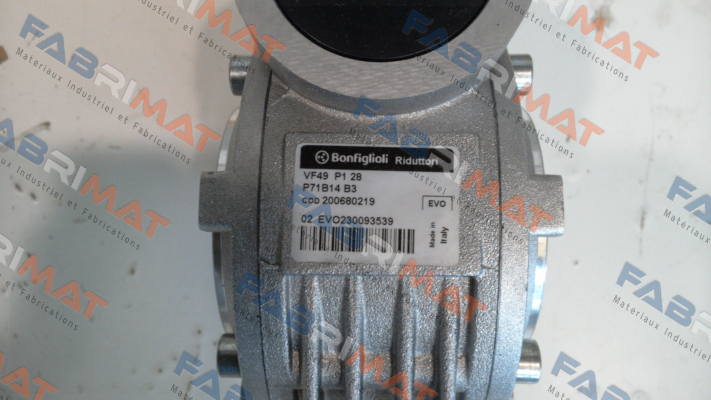 Bonfiglioli Riduttori
VF49 P1 28
P71B14 B3
COD 200680219
EVO
02 EVO230093539
Made in
Italy
FABRIMAT
Materiaux Industriel et Fabrications